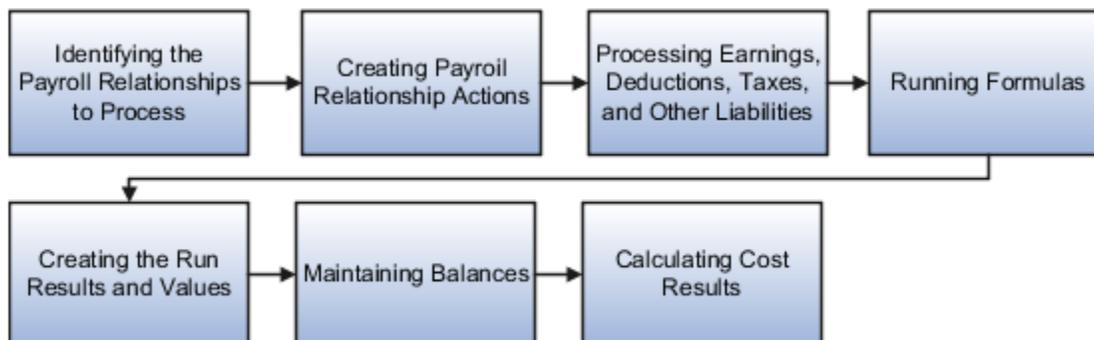 Identifying the
Payroll Relationships
to Process
Creating Payroil
Relationship Actions
Processing Earnings,
Deductions, Taxes,
and Other Liabilities
Running Formulas
Creating the Run
Results and Values
Maintaining Balances
Calculating Cost
Results